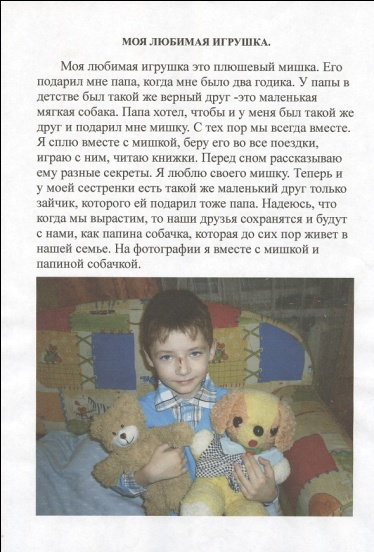 МОЯ ЛЮБИМАЯ ИГРУШКА.
Моя любимая игрушка это плюшевый мишка. Его
подарил мне папа, когда мне было два годика. У папы в
детстве был такой же верный друг -это маленькая
мягкая собака. Папа хотел, чтобы и у меня был такой же
друг и подарил мне мишку. С тех пор мы всегда вместе.
Я сплю вместе с мишкой, беру его во все поездки,
играю с ним, читаю книжки. Перед сном рассказываю
ему разные секреты. Я люблю своего мишку. Теперь и
у моей сестренки есть такой же маленький друг только
зайчик, которого ей подарил тоже папа. Надеюсь, что
когда мы вырастим, то наши друзья сохранятся и будут
с нами, как папина собачка, которая до сих пор живет в
нашей семье. На фотографии я вместе с мишкой и
папиной собачкой.